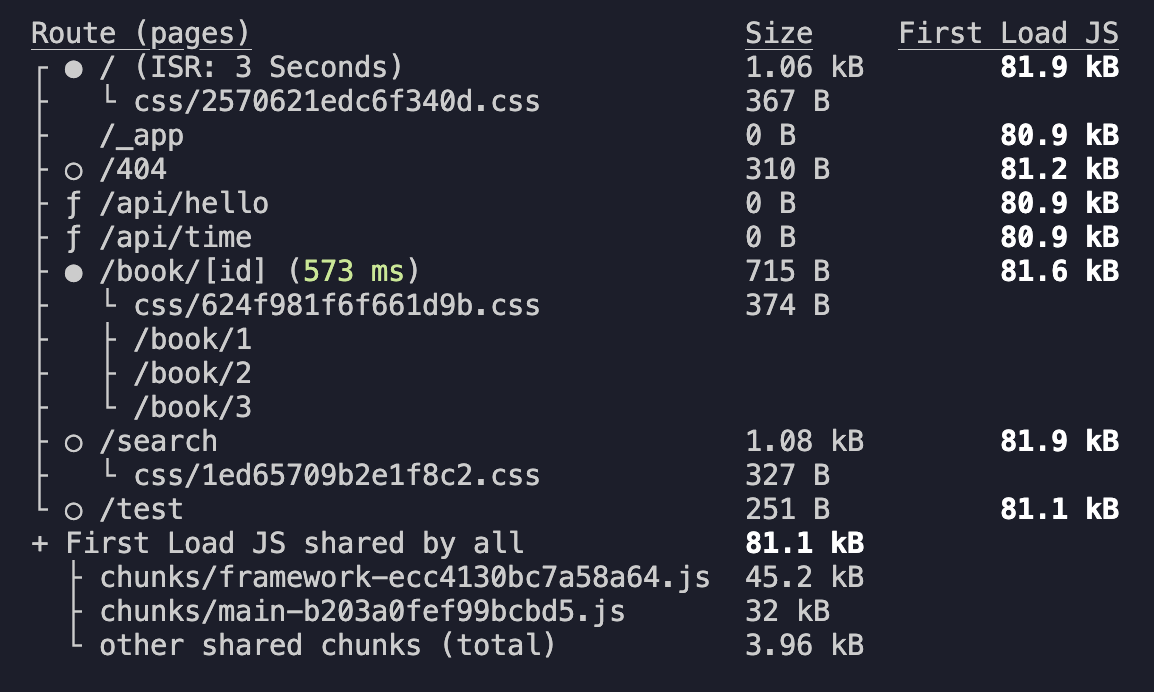 Route (pages) Size First Load JS
┌ ● / (ISR: 3 Seconds) 1.06 kB 81.9 kB
├   └ css/2570621edc6f340d.css 367 B
├   /_app 0 B 80.9 kB
├ ○ /404 310 B 81.2 kB
├ ƒ /api/hello 0 B 80.9 kB
├ ƒ /api/time 0 B 80.9 kB
├ ● /book/[id] (573 ms) 715 B 81.6 kB
├   └ css/624f981f6f661d9b.css 374 B
├   ├ /book/1
├   ├ /book/2
├   └ /book/3
├ ○ /search 1.08 kB 81.9 kB
├   └ css/1ed65709b2e1f8c2.css 327 B
└ ○ /test 251 B 81.1 kB
+ First Load JS shared by all 81.1 kB
  ├ chunks/framework-ecc4130bc7a58a64.js 45.2 kB
  ├ chunks/main-b203a0fef99bcbd5.js 32 kB
  └ other shared chunks (total) 3.96 kB